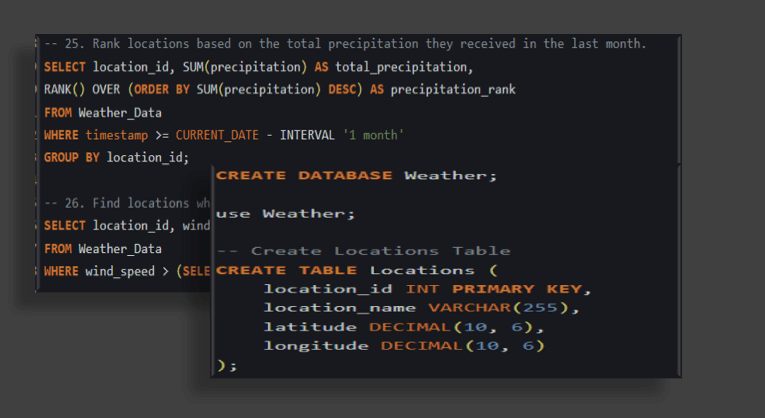 -- 25. Rank locations based on the total precipitation they received in the last month.
SELECT location_id, SUM(precipitation) AS total_precipitation,
RANK() OVER (ORDER BY SUM(precipitation) DESC) AS precipitation_rank
FROM Weather_Data
WHERE timestamp >= CURRENT_DATE - INTERVAL '1 month'
GROUP BY location_id;
-- 26. Find locations wh
SELECT location_id, wind
FROM Weather_Data
WHERE wind_speed > (SELE
CREATE DATABASE Weather;
use Weather;
-- Create Locations Table
CREATE TABLE Locations (
location_id INT PRIMARY KEY,
location_name VARCHAR(255),
latitude DECIMAL(10, 6),
longitude DECIMAL(10, 6)
);